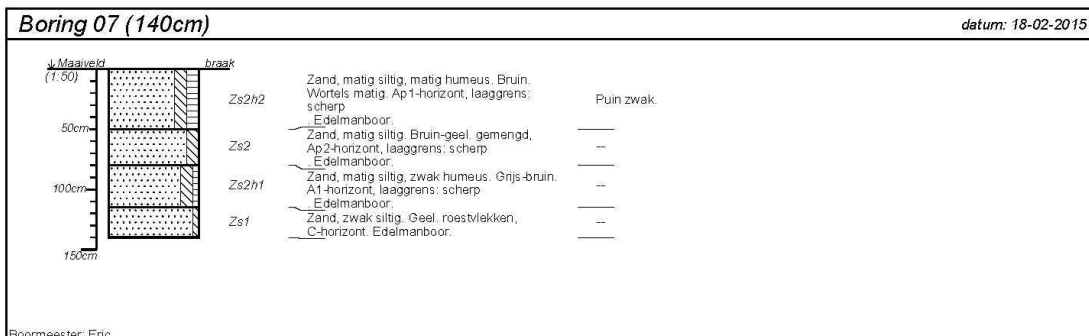 Boring 07 (140cm) datum: 18-02-2015
↓ Maaiveld braak
(1:50)
Zand, matig siltig, matig humeus. Bruin.
Wortels matig. Ap1-horizont, laaggrens:
scherp
. Edelmanboor.
Zs2h2
Puin zwak.
50cm
Zand, matig siltig. Bruin-geel. gemengd,
Ap2-horizont, laaggrens: scherp
. Edelmanboor.
Zs2
--
Zand, matig siltig, zwak humeus. Grijs-bruin.
A1-horizont, laaggrens: scherp
. Edelmanboor.
Zs2h1
--
100cm
Zand, zwak siltig. Geel. roestvlekken,
C-horizont. Edelmanboor.
Zs1
--
150cm
Boormeester: Eric